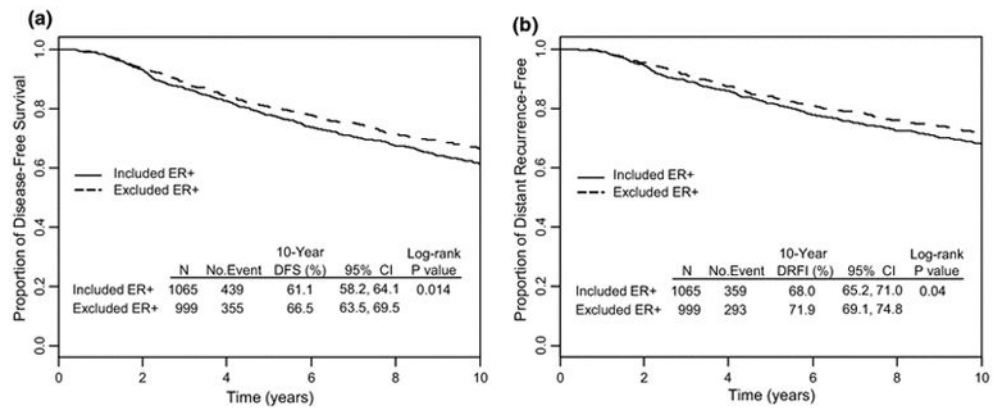 (a)
Proportion of Disease-Free Survival
1.0
0.8
0.6
0.4
0.2
0.0
Included ER+
Excluded ER+
10-Year Log-rank
N No.Event DFS (%) 95% CI P value
Included ER+ 1065 439 61.1 58.2, 64.1 0.014
Excluded ER+ 999 355 66.5 63.5, 69.5
0 2 4 6 8 10
Time (years)
(b)
Proportion of Distant Recurrence-Free
1.0
0.8
0.6
0.4
0.2
0.0
Included ER+
Excluded ER+
10-Year Log-rank
N No.Event DRFI (%) 95% CI P value
Included ER+ 1065 359 68.0 65.2, 71.0 0.04
Excluded ER+ 999 293 71.9 69.1, 74.8
0 2 4 6 8 10
Time (years)